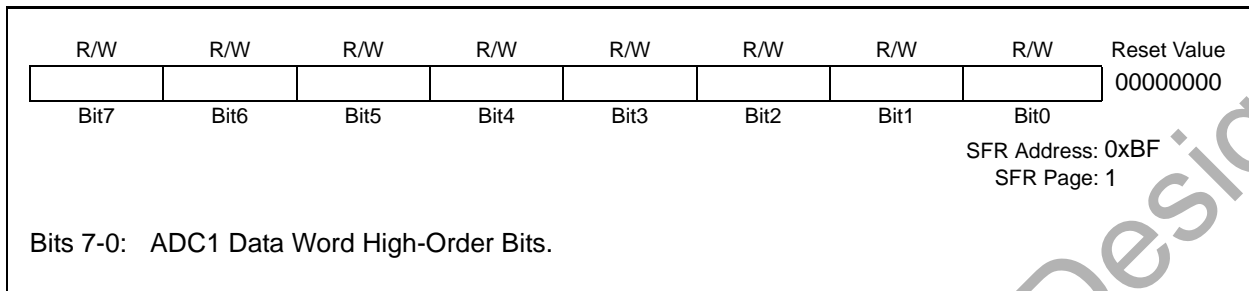 R/W R/W R/W R/W R/W R/W R/W R/W Reset Value
00000000
Bit7 Bit6 Bit5 Bit4 Bit3 Bit2 Bit1 Bit0
SFR Address: 0xBF
SFR Page: 1
Bits 7-0: ADC1 Data Word High-Order Bits.